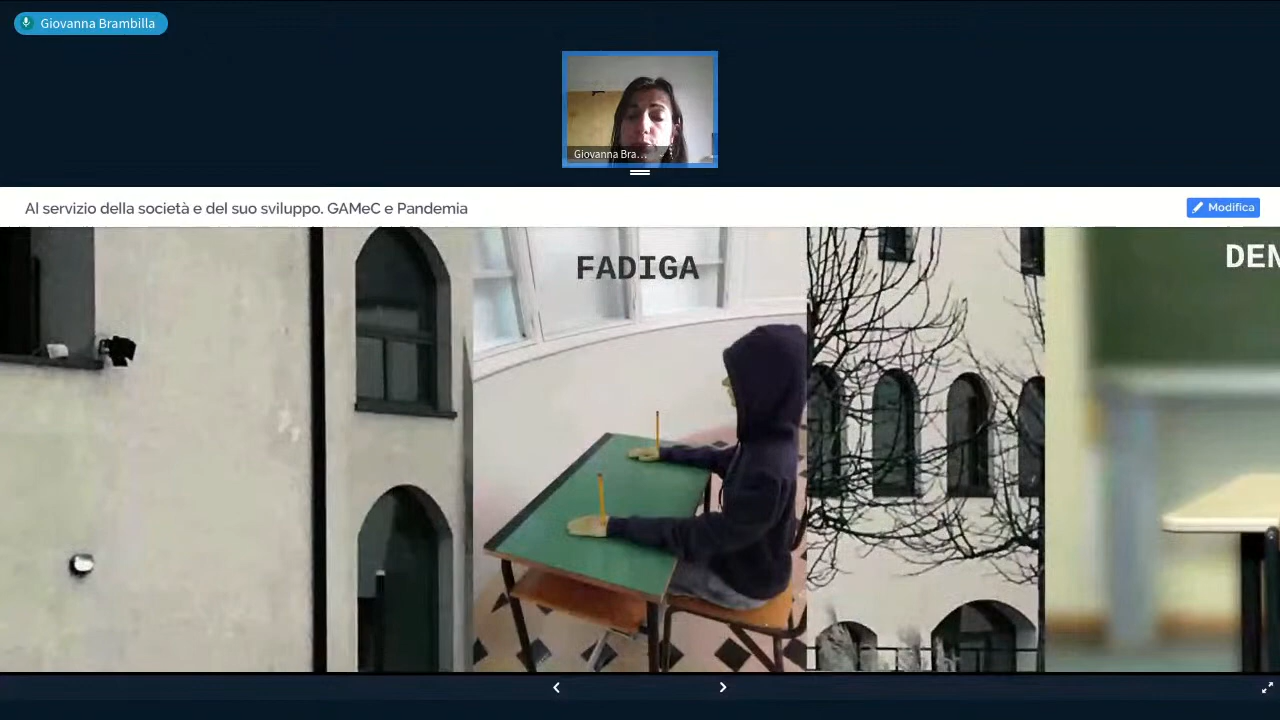 Giovanna Brambilla
Giovanna Bra...
Al servizio della società e del suo sviluppo. GAMeC e Pandemia
Modifica
FADIGA
DEN